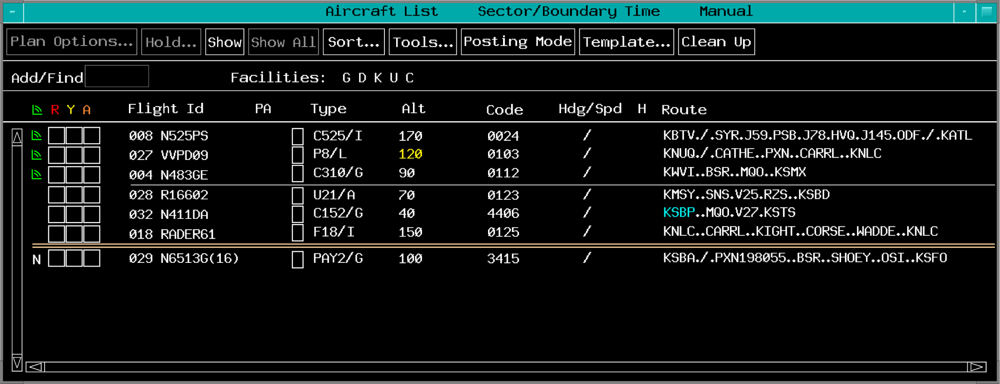 Aircraft List Sector/Boundary Time Manual
Plan Options... Hold... Show Show All Sort... Tools... Posting Mode Template... Clean Up
Add/Find Facilities: G D K U C
R Y A Flight Id PA Type Alt Code Hdg/Spd H Route
008 N525PS C525/I 170 0024 / KBTV./.SYR.J59.PSB.J78.HVQ.J145.ODF./.KATL
027 VVPD09 P8/L 120 0103 / KNUQ./.CATHE..PXN..CARRL..KNLC
004 N483GE C310/G 90 0112 / KWVI..BSR..MQO..KSMX
028 R16602 U21/A 70 0123 / KMSY..SNS.V25.RZS..KSBD
032 N411DA C152/G 40 4406 / KSBP..MQO.V27.KSTS
018 RADER61 F18/I 150 0125 / KNLC..CARRL..KIGHT..CORSE..WADDE..KNLC
N 029 N6513G(16) PAY2/G 100 3415 / KSBA./.PXN198055..BSR..SHOEY..OSI..KSFO